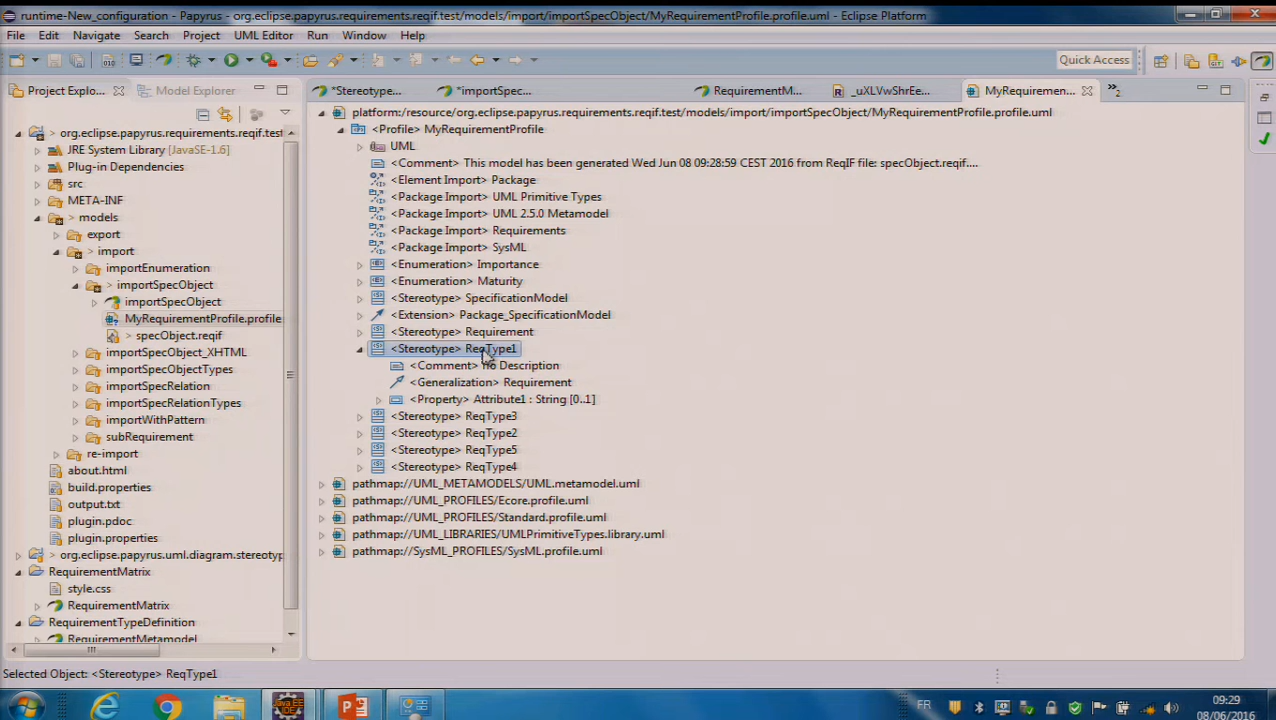 runtime-New_configuration - Papyrus - org.eclipse.papyrus.requirements.reqif.test/models/import/importSpecObject/MyRequirementProfile.profile.uml - Eclipse Platform
File Edit Navigate Search Project UML Editor Run Window Help
Quick Access
Project Explo... Model Explorer
*Stereotype... *importSpec... RequirementM... _uXLVwShrEe... MyRequiremen... »2
> org.eclipse.papyrus.requirements.reqif.test
JRE System Library [JavaSE-1.6]
Plug-in Dependencies
src
META-INF
> models
export
> import
importEnumeration
> importSpecObject
importSpecObject
MyRequirementProfile.profile
> specObject.reqif
importSpecObject_XHTML
importSpecObjectTypes
importSpecRelation
importSpecRelationTypes
importWithPattern
subRequirement
re-import
about.html
build.properties
output.txt
plugin.pdoc
plugin.properties
> org.eclipse.papyrus.uml.diagram.stereotyp
RequirementMatrix
style.css
RequirementMatrix
RequirementTypeDefinition
RequirementMetamodel
platform:/resource/org.eclipse.papyrus.requirements.reqif.test/models/import/importSpecObject/MyRequirementProfile.profile.uml
<Profile> MyRequirementProfile
UML
<Comment> This model has been generated Wed Jun 08 09:28:59 CEST 2016 from ReqIF file: specObject.reqif....
<Element Import> Package
<Package Import> UML Primitive Types
<Package Import> UML 2.5.0 Metamodel
<Package Import> Requirements
<Package Import> SysML
<Enumeration> Importance
<Enumeration> Maturity
<Stereotype> SpecificationModel
<Extension> Package_SpecificationModel
<Stereotype> Requirement
<Stereotype> ReqType1
<Comment> no Description
<Generalization> Requirement
<Property> Attribute1 : String [0..1]
<Stereotype> ReqType3
<Stereotype> ReqType2
<Stereotype> ReqType5
<Stereotype> ReqType4
pathmap://UML_METAMODELS/UML.metamodel.uml
pathmap://UML_PROFILES/Ecore.profile.uml
pathmap://UML_PROFILES/Standard.profile.uml
pathmap://UML_LIBRARIES/UMLPrimitiveTypes.library.uml
pathmap://SysML_PROFILES/SysML.profile.uml
Selected Object: <Stereotype> ReqType1
Java EE
IDE
FR
09:29
08/06/2016